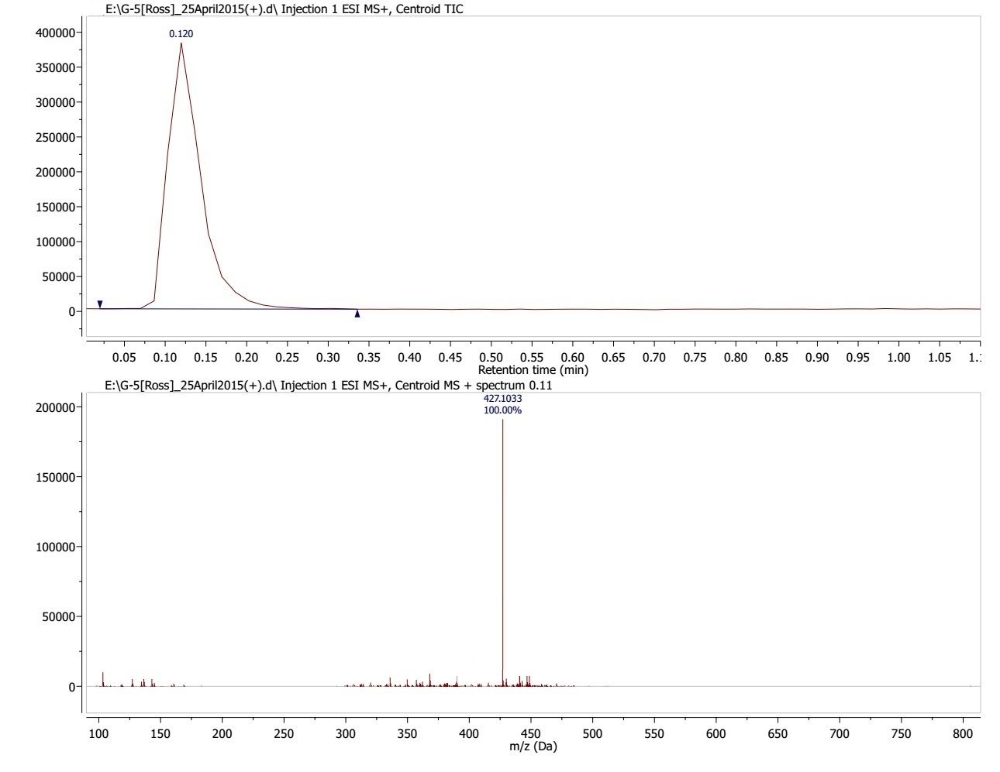 E:\G-5[Ross]_25April2015(+).d\ Injection 1 ESI MS+, Centroid TIC
0.120
400000
350000
300000
250000
200000
150000
100000
50000
0
0.05 0.10 0.15 0.20 0.25 0.30 0.35 0.40 0.45 0.50 0.55 0.60 0.65 0.70 0.75 0.80 0.85 0.90 0.95 1.00 1.05
Retention time (min)
E:\G-5[Ross]_25April2015(+).d\ Injection 1 ESI MS+, Centroid MS + spectrum 0.11
427.1033
100.00%
200000
150000
100000
50000
0
100 150 200 250 300 350 400 450 500 550 600 650 700 750 800
m/z (Da)